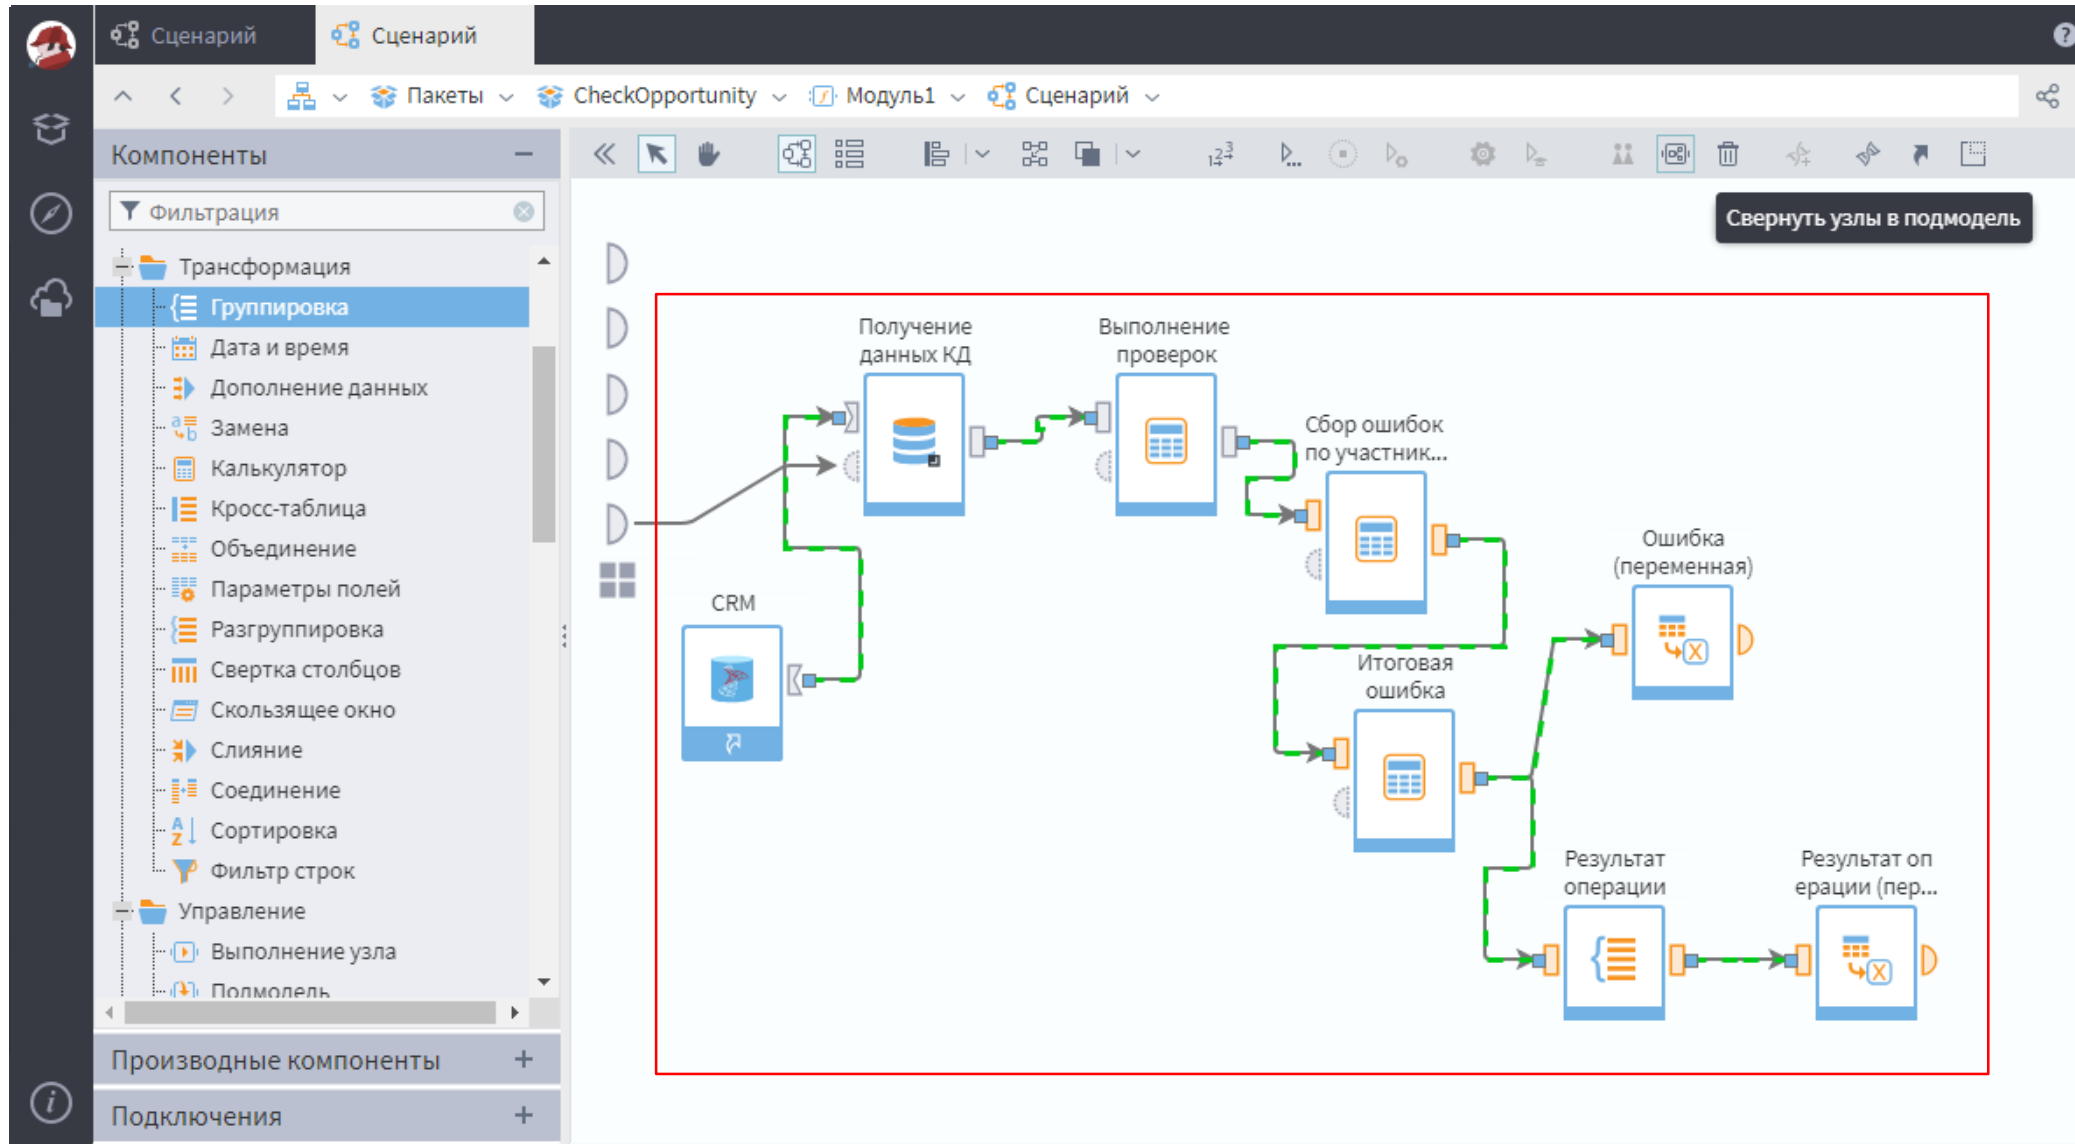 Сценарий
Сценарий
Пакеты
CheckOpportunity
Модуль1
Сценарий
Компоненты
Фильтрация
Трансформация
Группировка
Дата и время
Дополнение данных
Замена
Калькулятор
Кросс-таблица
Объединение
Параметры полей
Разгруппировка
Свертка столбцов
Скользящее окно
Слияние
Соединение
Сортировка
Фильтр строк
Управление
Выполнение узла
Подмодель
Производные компоненты
Подключения
Свернуть узлы в подмодель
Получение
данных КД
Выполнение
проверок
Сбор ошибок
по участник...
CRM
Ошибка
(переменная)
Итоговая
ошибка
Результат
операции
Результат оп
ерации (пер...